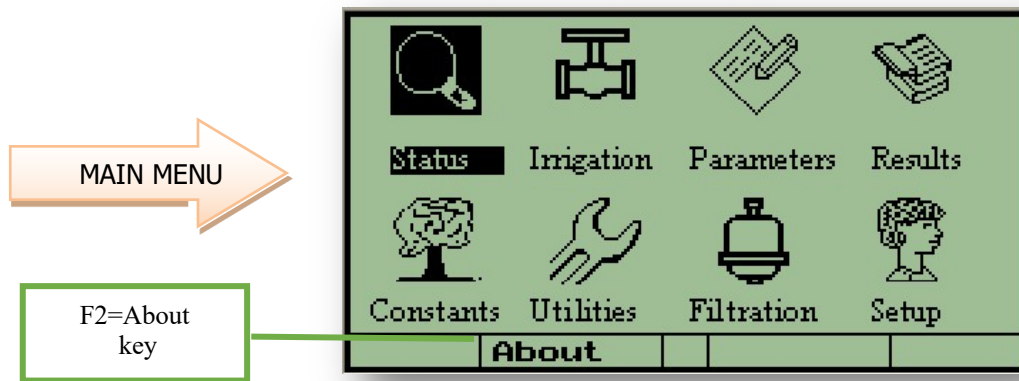 MAIN MENU
Status Irrigation Parameters Results
Constants Utilities Filtration Setup
F2=About
key
About